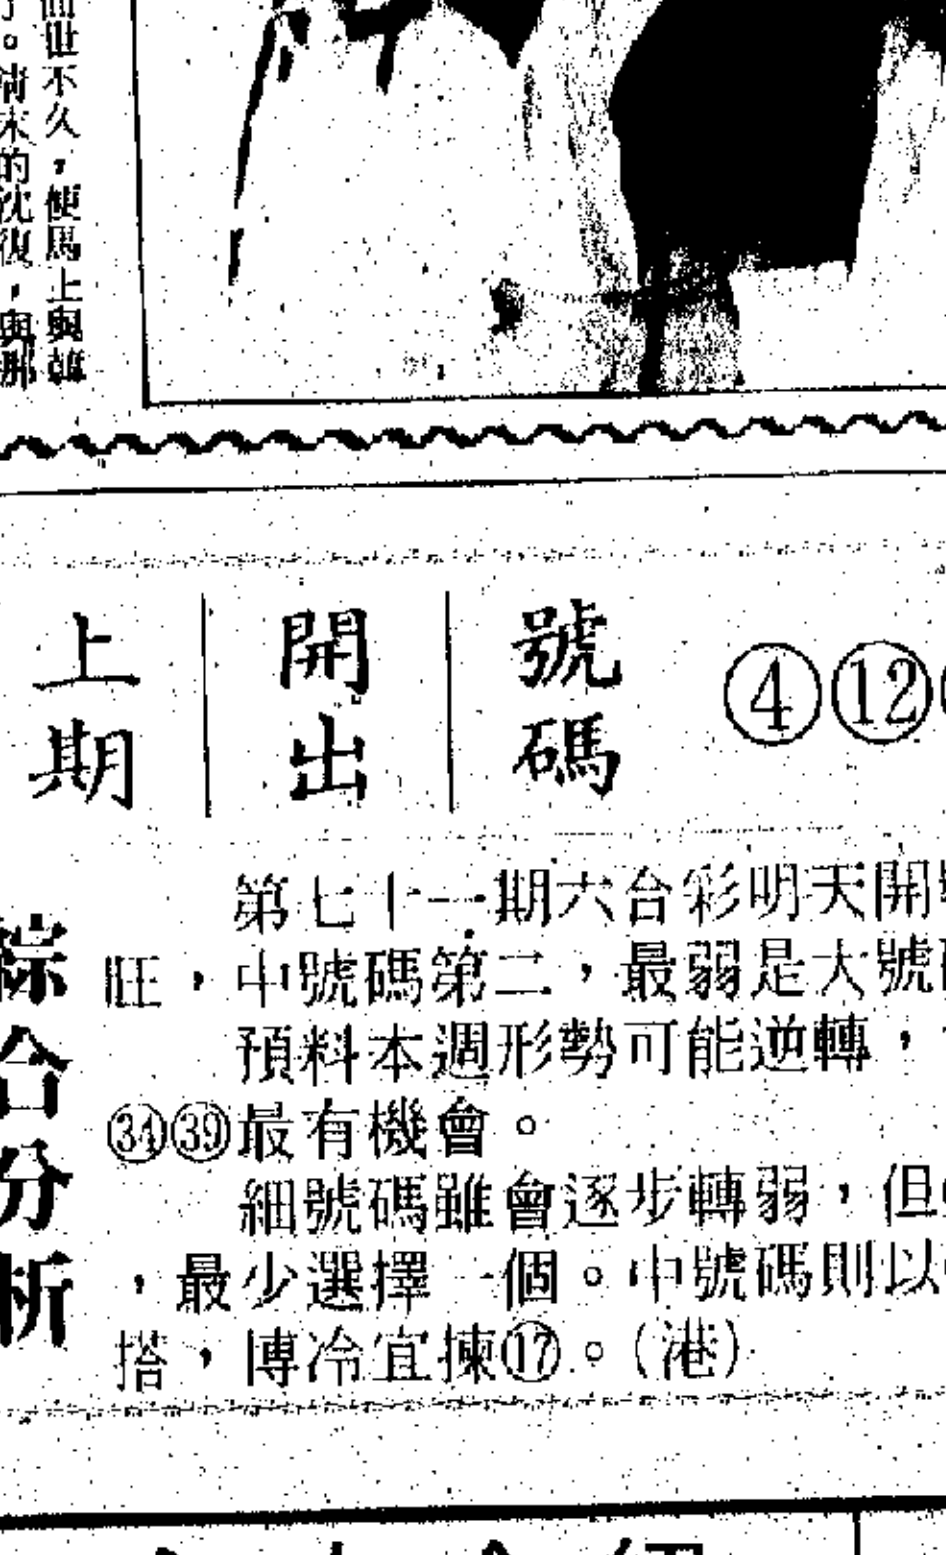 面世不久，便馬上與
。清末的沈復，與那
上期
開出
號碼
④⑫
綜合分析
第七十一期六合彩明天開
旺，中號碼第二，最弱是大號
預料本週形勢可能逆轉，
㉞㊴最有機會。
細號碼雖會逐步轉弱，但
，最少選擇一個。中號碼則以
搭，博冷宜揀⑰。（港）